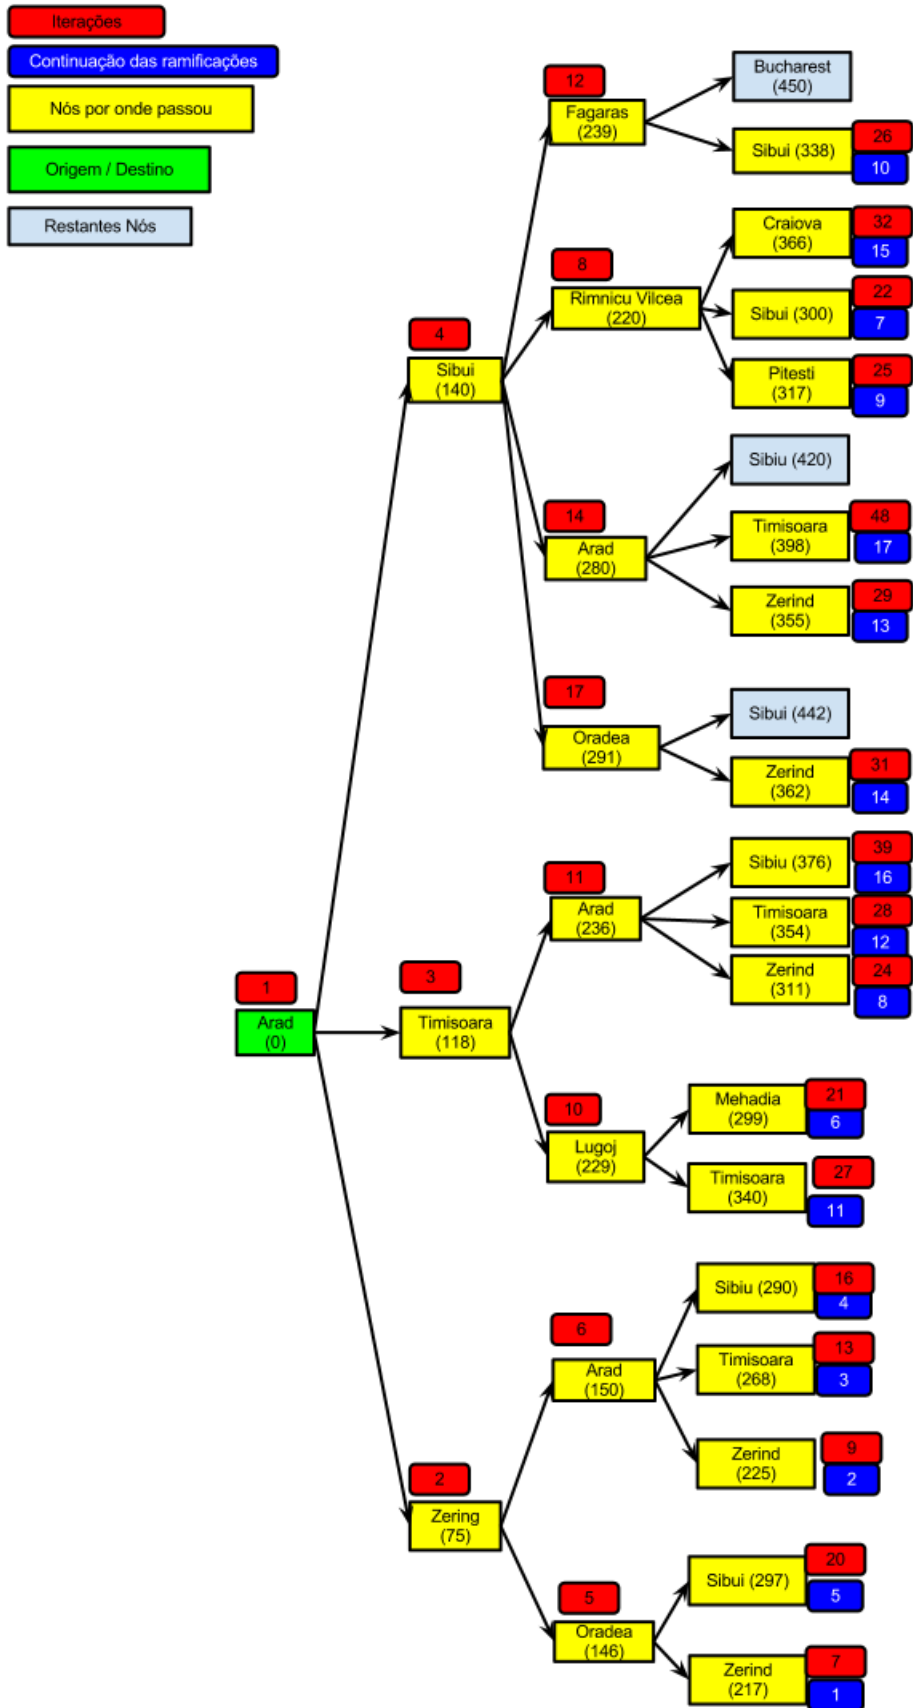 Iterações
Continuação das ramificações
Nós por onde passou
Origem / Destino
Restantes Nós
12
Fagaras
(239)
Bucharest
(450)
Sibui (338)
26
10
8
Rimnicu Vilcea
(220)
Craiova
(366)
32
15
Sibui (300)
22
7
Pitesti
(317)
25
9
4
Sibui
(140)
14
Arad
(280)
Sibiu (420)
Timisoara
(398)
48
17
Zerind
(355)
29
13
17
Oradea
(291)
Sibui (442)
Zerind
(362)
31
14
11
Arad
(236)
Sibiu (376)
39
16
Timisoara
(354)
28
12
Zerind
(311)
24
8
1
Arad
(0)
3
Timisoara
(118)
10
Lugoj
(229)
Mehadia
(299)
21
6
Timisoara
(340)
27
11
6
Arad
(150)
Sibiu (290)
16
4
Timisoara
(268)
13
3
Zerind
(225)
9
2
2
Zering
(75)
5
Oradea
(146)
Sibui (297)
20
5
Zerind
(217)
7
1